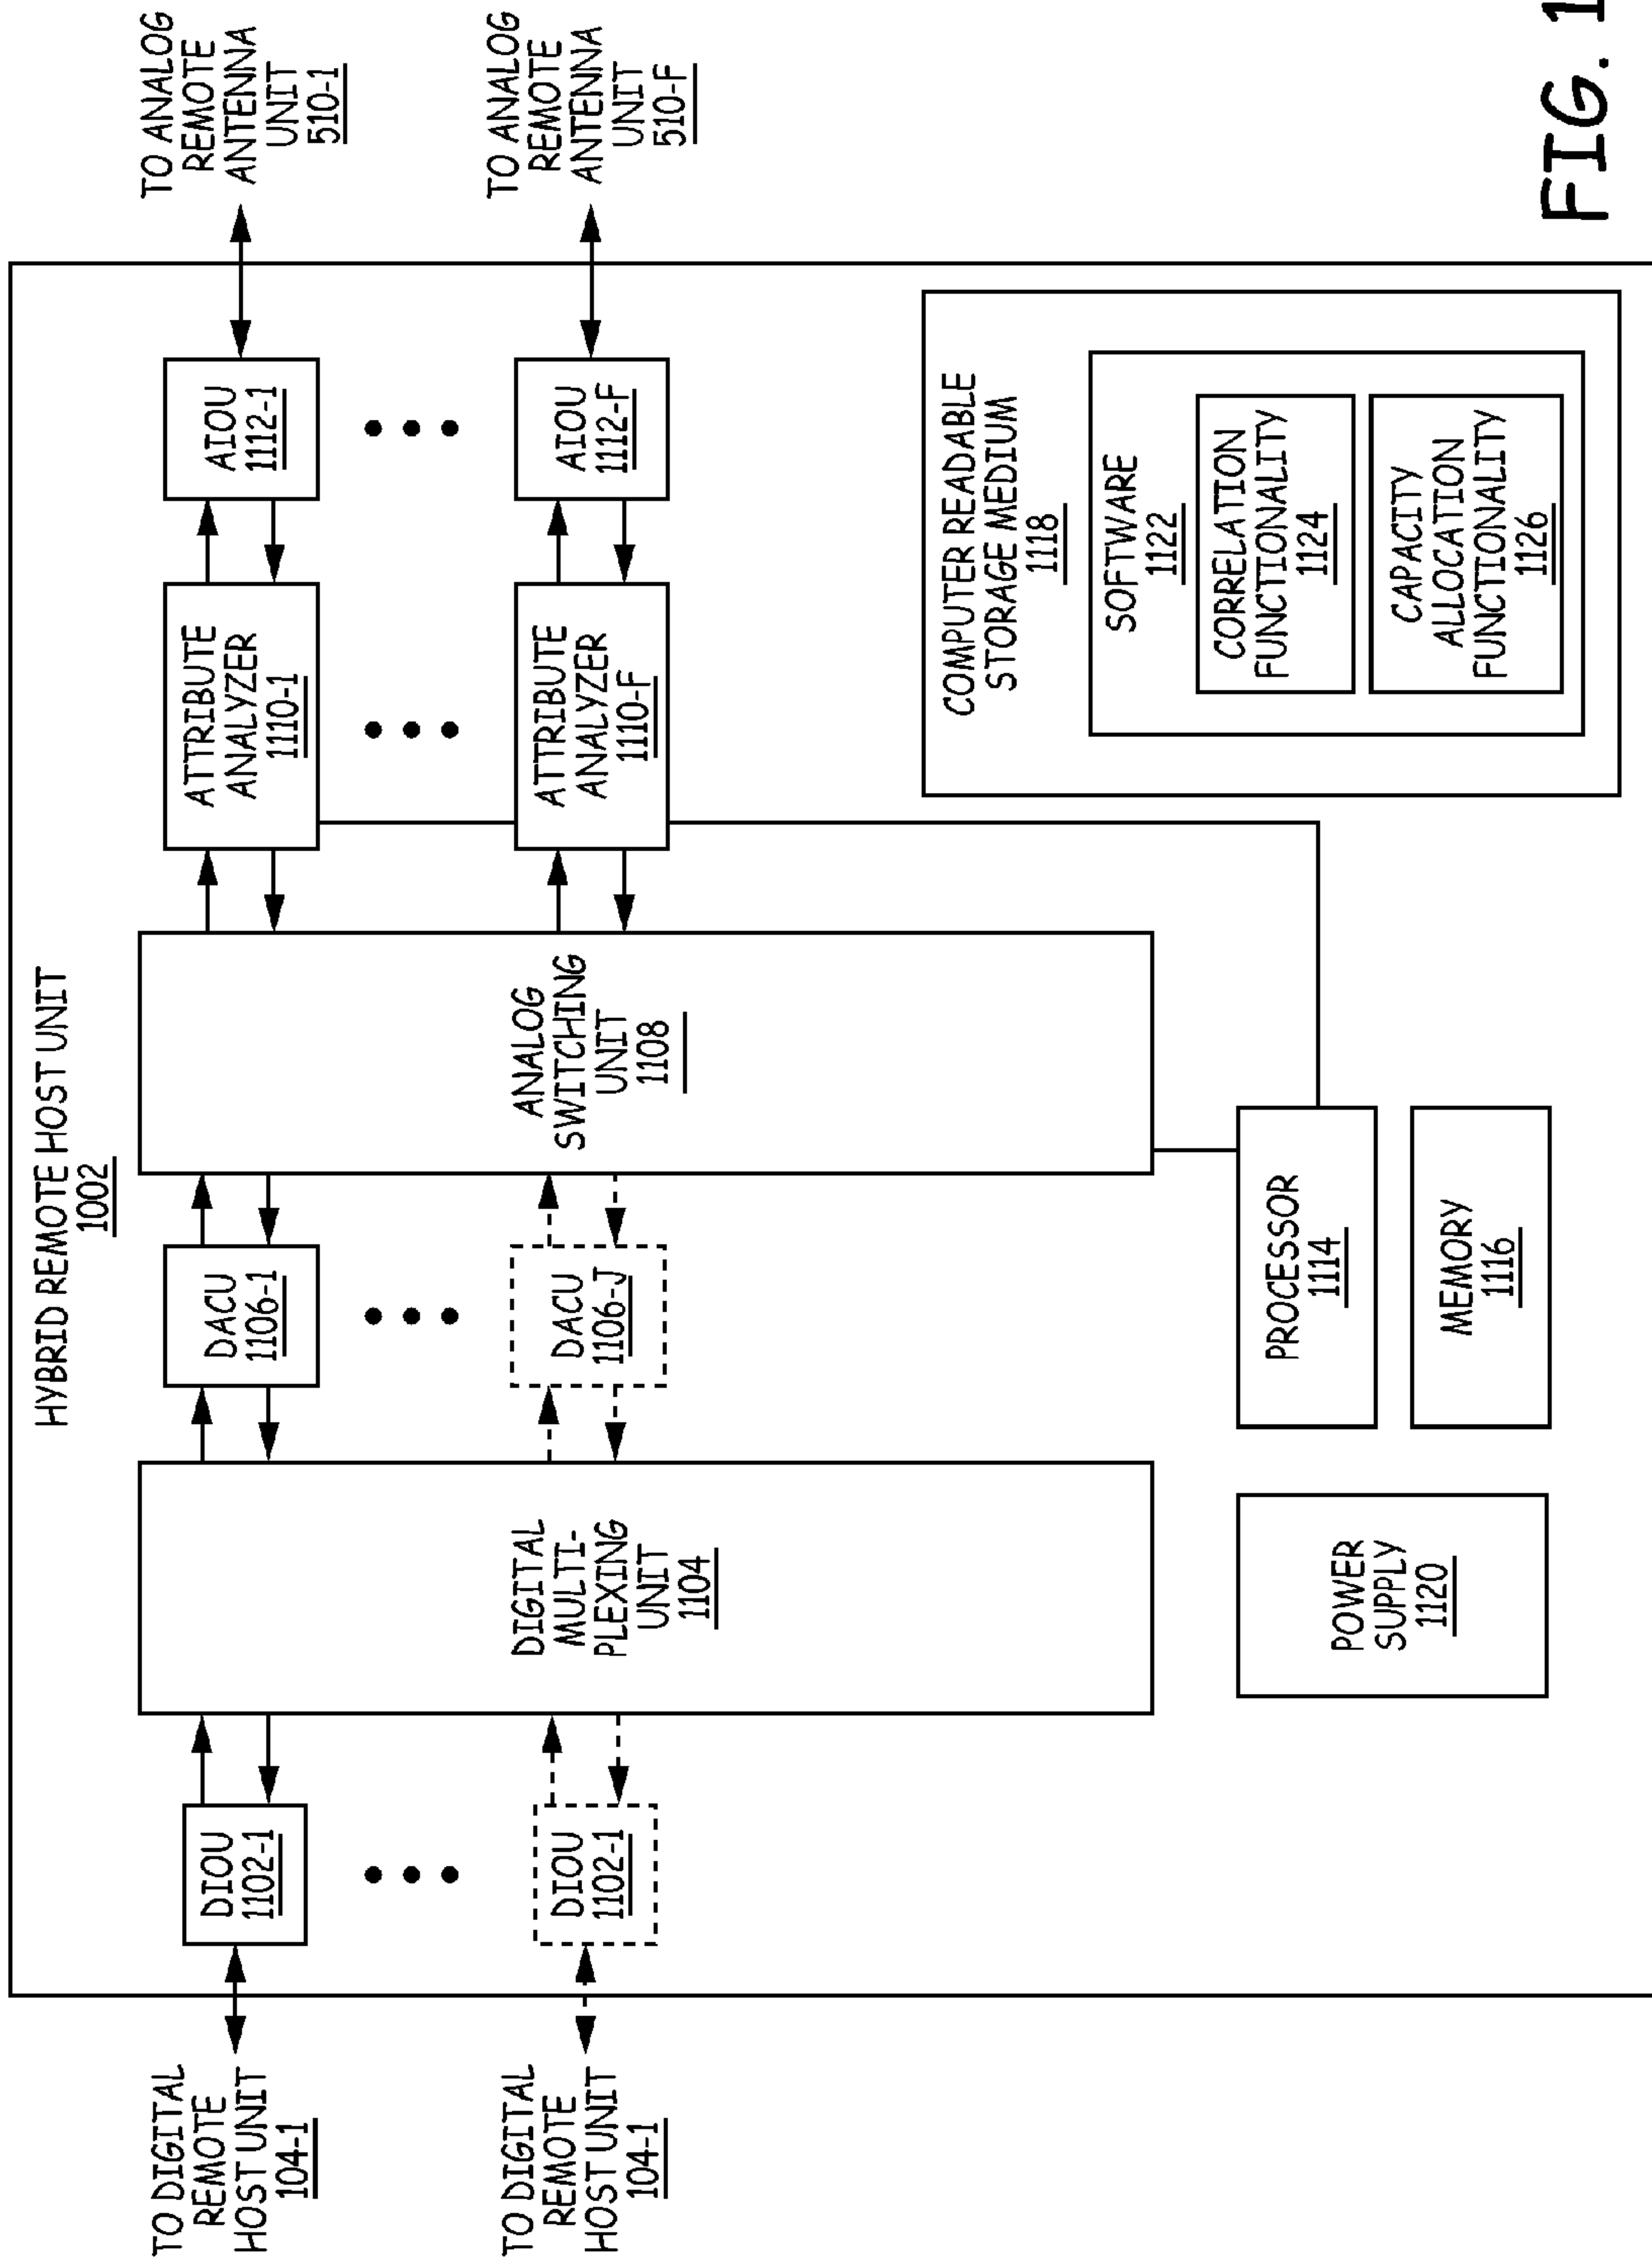 HYBRID REMOTE HOST UNIT
1002
TO DIGITAL
REMOTE
HOST UNIT
104-1
DIOU
1102-1
DIGITAL
MULTI-
PLEXING
UNIT
1104
DACU
1106-1
ANALOG
SWITCHING
UNIT
1108
ATTRIBUTE
ANALYZER
1110-1
AIOU
1112-1
TO ANALOG
REMOTE
ANTENNA
UNIT
510-1
TO DIGITAL
REMOTE
HOST UNIT
104-1
DIOU
1102-1
DACU
1106-J
ATTRIBUTE
ANALYZER
1110-F
AIOU
1112-F
TO ANALOG
REMOTE
ANTENNA
UNIT
510-F
POWER
SUPPLY
1120
PROCESSOR
1114
MEMORY
1116
COMPUTER READABLE
STORAGE MEDIUM
1118
SOFTWARE
1122
CORRELATION
FUNCTIONALITY
1124
CAPACITY
ALLOCATION
FUNCTIONALITY
1126
FIG. 1